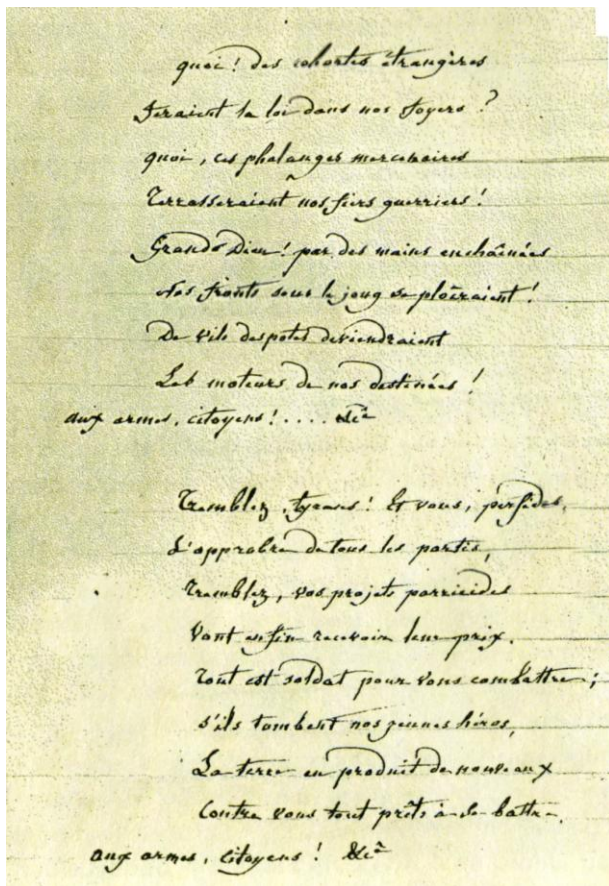 quoi! des cohortes étrangères
feraient la loi dans nos foyers?
quoi, ces phalanges mercenaires
Terrasseraient nos fiers guerriers!
Grands Dieu! par des mains enchaînées
Nos fronts sous le joug se ploîraient!
De vils despotes deviendraient
Les moteurs de nos destinées!
aux armes, citoyens!.... &ca

Tremblez, tyrans! Et vous, perfides,
L'opprobre de tous les partis,
Tremblez, vos projets parricides
Vont enfin recevoir leur prix.
Tout est soldat pour vous combattre;
s'ils tombent nos jeunes héros,
La terre en produit de nouveaux
Contre vous tout prêts à se battre.
aux armes, citoyens! &ca